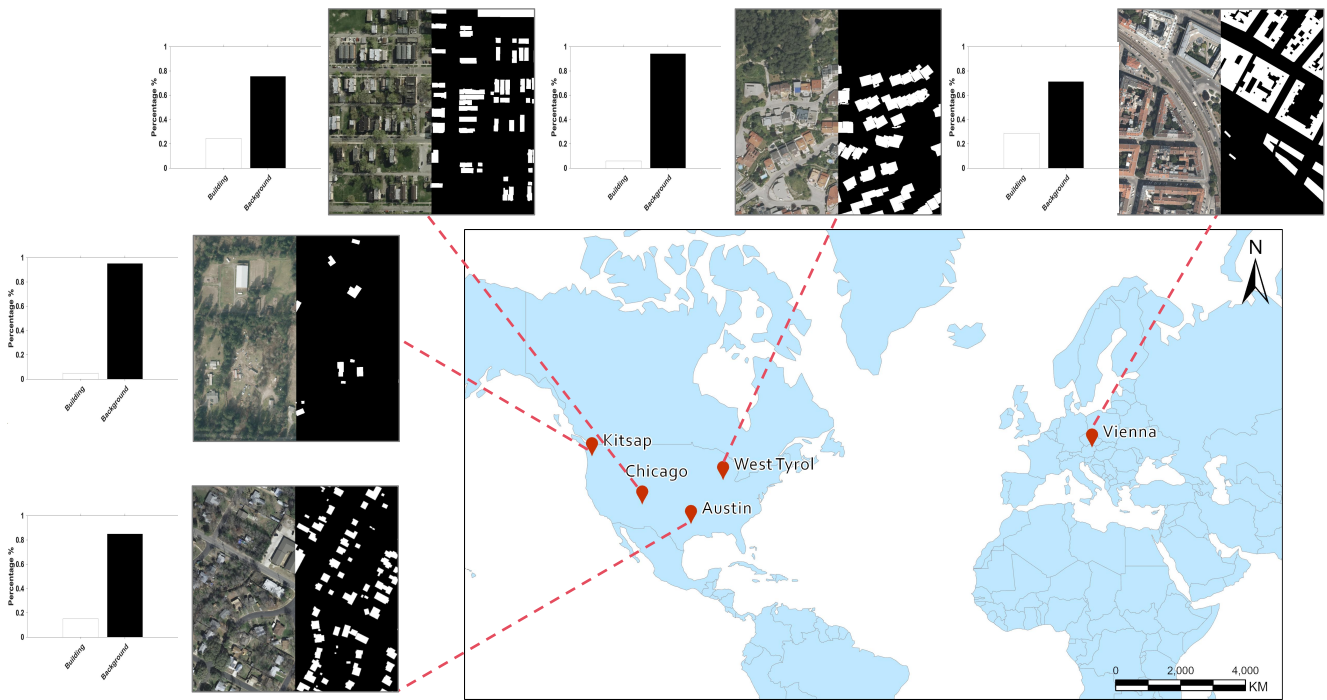 Percentage %
1
0.8
0.6
0.4
0.2
0
Building
Background
Percentage %
1
0.8
0.6
0.4
0.2
0
Building
Background
Percentage %
1
0.8
0.6
0.4
0.2
0
Building
Background
Percentage %
1
0.8
0.6
0.4
0.2
0
Building
Background
Percentage %
1
0.8
0.6
0.4
0.2
0
Building
Background
N
Kitsap
Chicago
West Tyrol
Austin
Vienna
0 2,000 4,000
KM